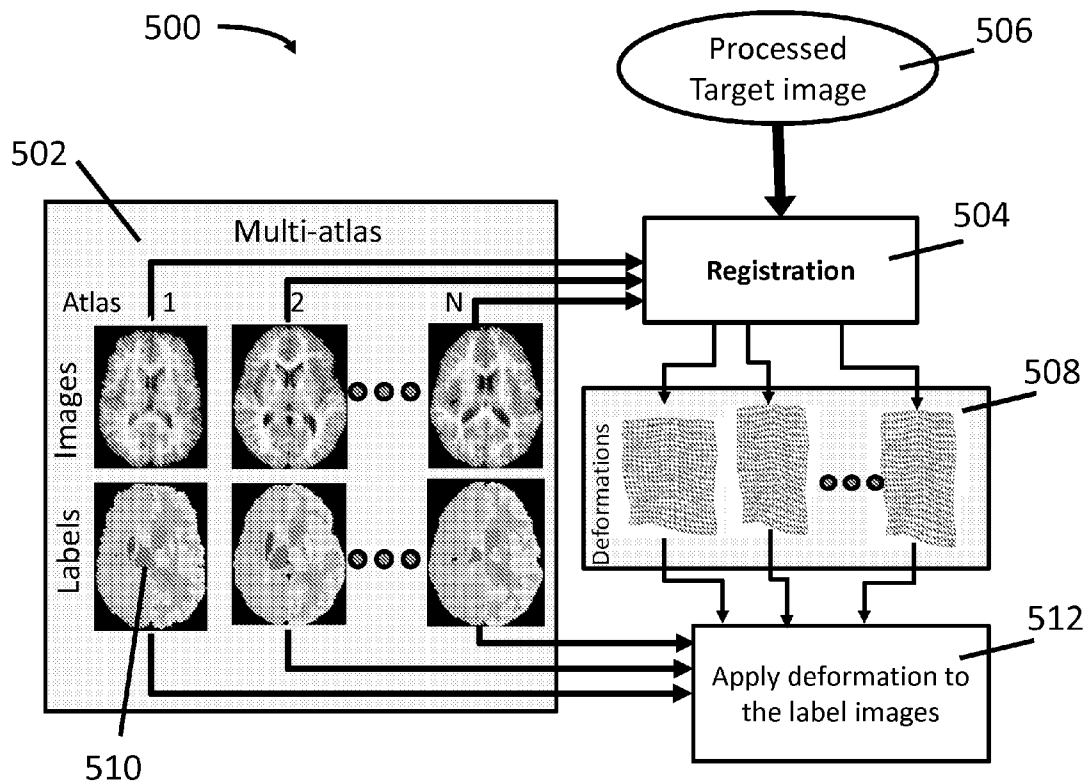 500
506
Processed
Target image
502
Multi-atlas
504
Registration
Atlas 1 2 N
Images
508
Deformations
Labels
512
Apply deformation to
the label images
510